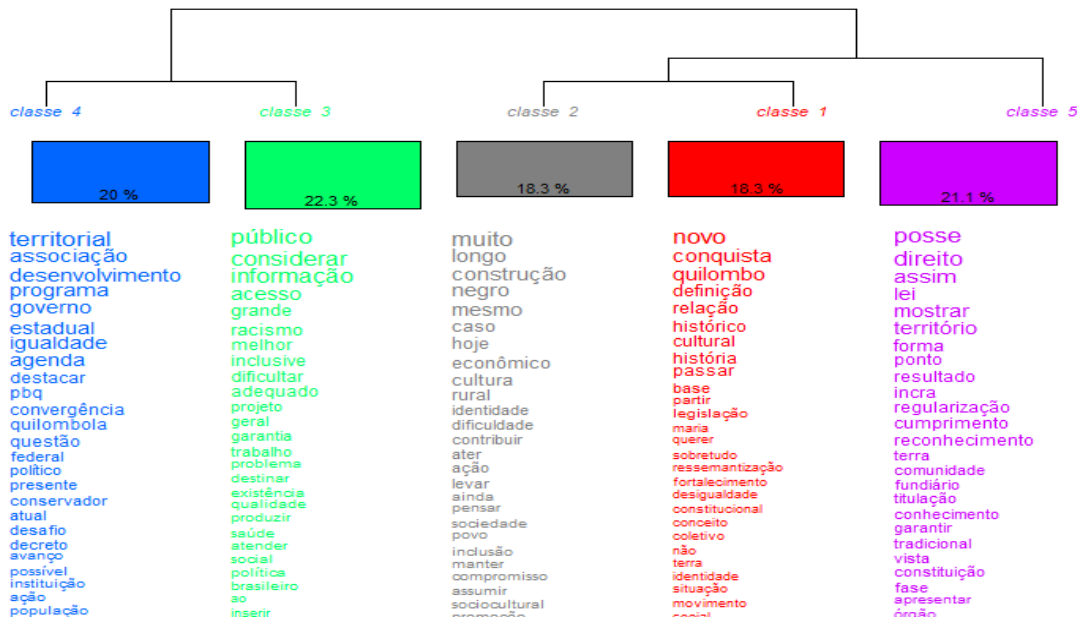 classe 4
classe 3
classe 2
classe 1
classe 5
20 %
22.3 %
18.3 %
18.3 %
21.1 %
territorial
associação
desenvolvimento
programa
governo
estadual
igualdade
agenda
destacar
pbq
convergência
quilombola
questão
federal
político
presente
conservador
atual
desafio
decreto
avanço
possível
instituição
ação
população
público
considerar
informação
acesso
grande
racismo
melhor
inclusive
dificultar
adequado
projeto
geral
garantia
trabalho
problema
destinar
existência
qualidade
produzir
saúde
atender
social
política
brasileiro
ao
inserir
muito
longo
construção
negro
mesmo
caso
hoje
econômico
cultura
rural
identidade
dificuldade
contribuir
ater
ação
levar
ainda
pensar
sociedade
povo
inclusão
manter
compromisso
assumir
sociocultural
promoção
novo
conquista
quilombo
definição
relação
histórico
cultural
história
passar
base
partir
legislação
maria
querer
sobretudo
ressemantização
fortalecimento
desigualdade
constitucional
conceito
coletivo
não
terra
identidade
situação
movimento
social
posse
direito
assim
lei
mostrar
território
forma
ponto
resultado
incra
regularização
cumprimento
reconhecimento
terra
comunidade
fundiário
titulação
conhecimento
garantir
tradicional
vista
constituição
fase
apresentar
órgão